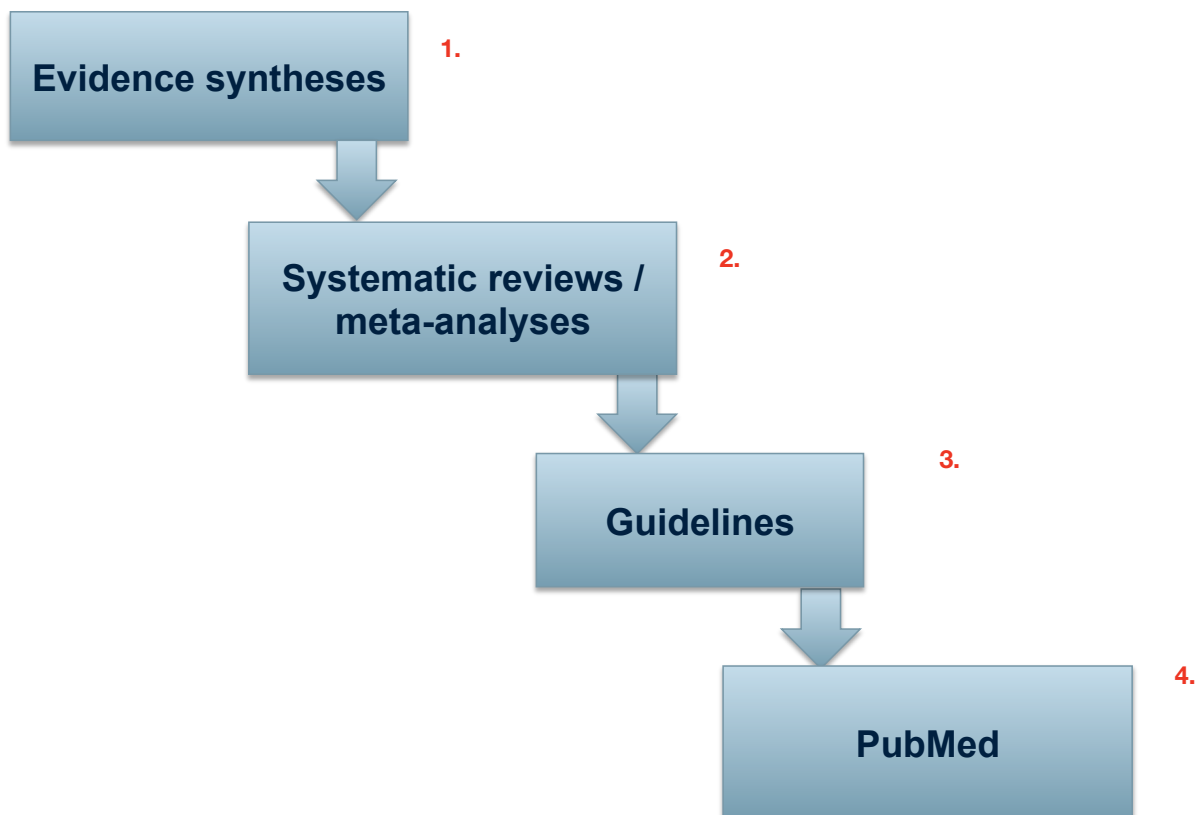 Evidence syntheses
1.
Systematic reviews /
meta-analyses
2.
Guidelines
3.
PubMed
4.